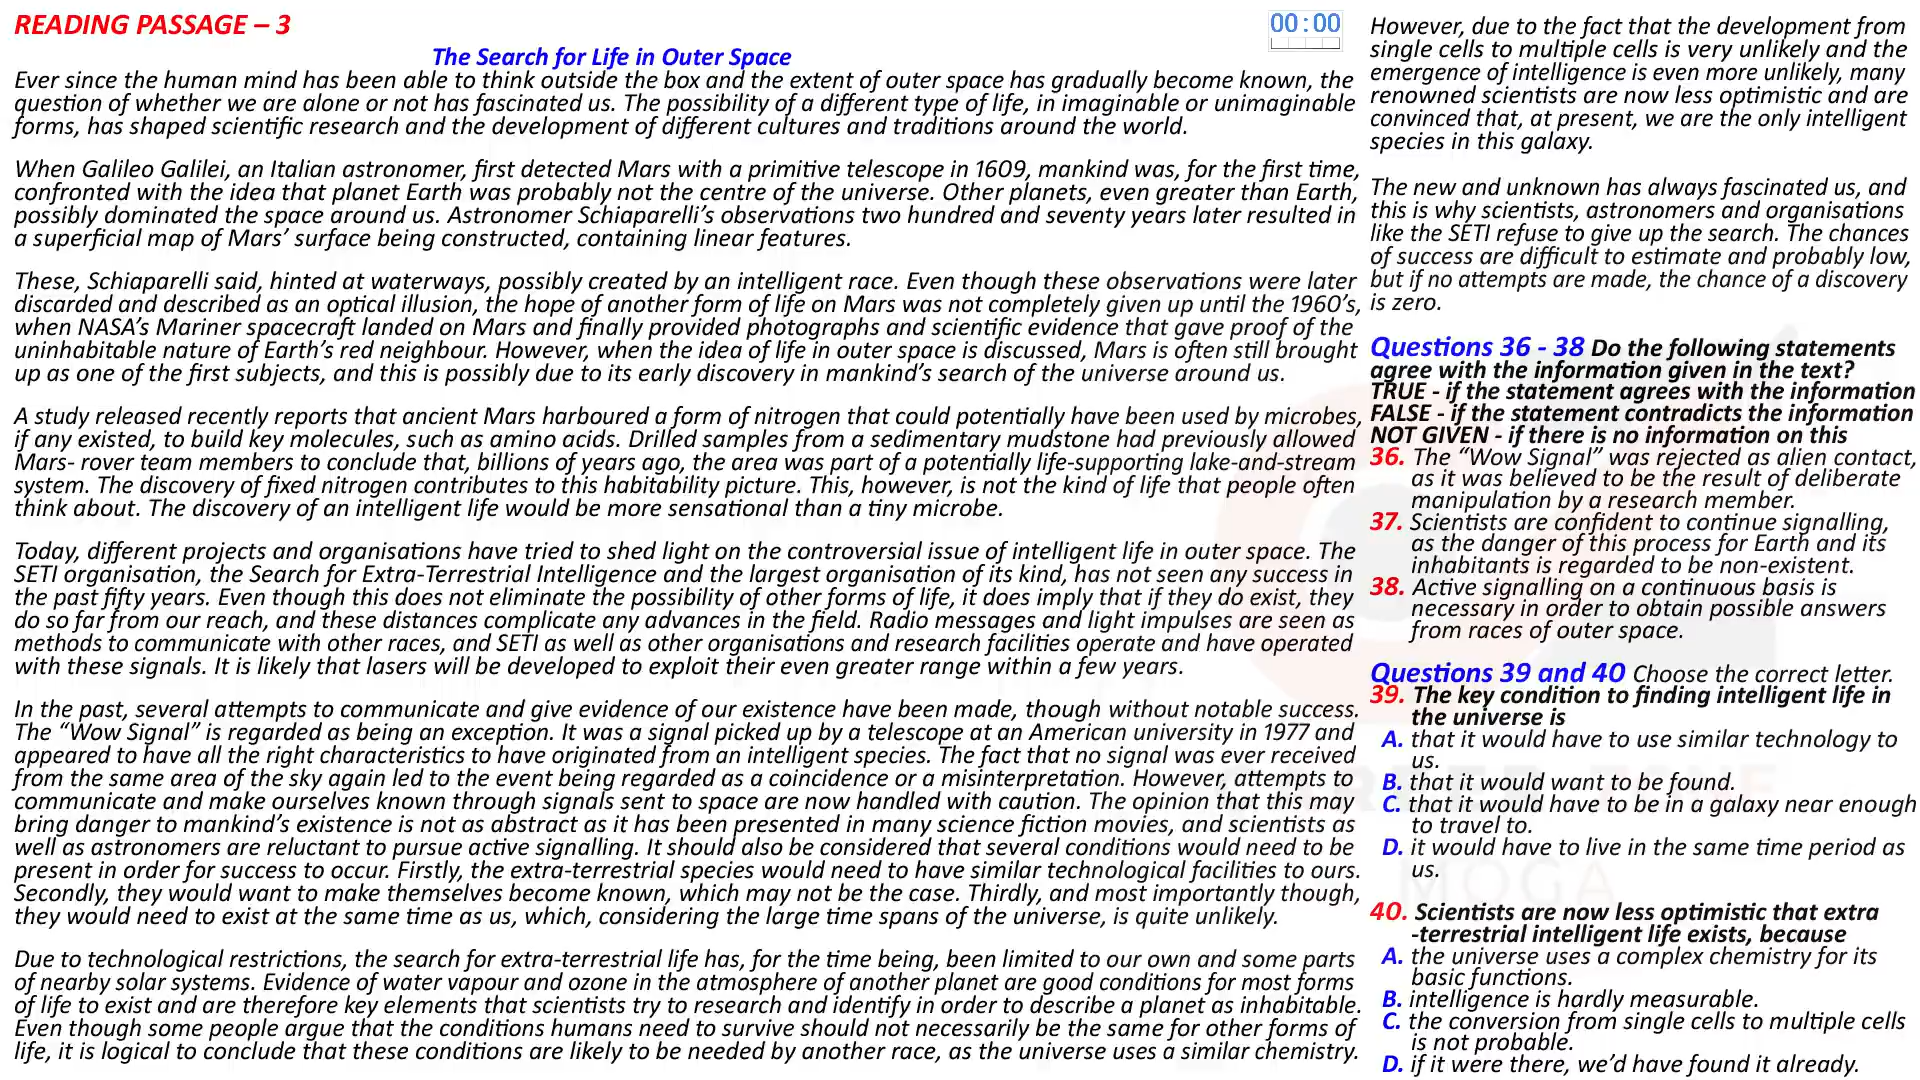 READING PASSAGE – 3
00:00
The Search for Life in Outer Space
Ever since the human mind has been able to think outside the box and the extent of outer space has gradually become known, the
question of whether we are alone or not has fascinated us. The possibility of a different type of life, in imaginable or unimaginable
forms, has shaped scientific research and the development of different cultures and traditions around the world.
When Galileo Galilei, an Italian astronomer, first detected Mars with a primitive telescope in 1609, mankind was, for the first time,
confronted with the idea that planet Earth was probably not the centre of the universe. Other planets, even greater than Earth,
possibly dominated the space around us. Astronomer Schiaparelli's observations two hundred and seventy years later resulted in
a superficial map of Mars' surface being constructed, containing linear features.
These, Schiaparelli said, hinted at waterways, possibly created by an intelligent race. Even though these observations were later
discarded and described as an optical illusion, the hope of another form of life on Mars was not completely given up until the 1960's,
when NASA's Mariner spacecraft landed on Mars and finally provided photographs and scientific evidence that gave proof of the
uninhabitable nature of Earth's red neighbour. However, when the idea of life in outer space is discussed, Mars is often still brought
up as one of the first subjects, and this is possibly due to its early discovery in mankind's search of the universe around us.
A study released recently reports that ancient Mars harboured a form of nitrogen that could potentially have been used by microbes,
if any existed, to build key molecules, such as amino acids. Drilled samples from a sedimentary mudstone had previously allowed
Mars- rover team members to conclude that, billions of years ago, the area was part of a potentially life-supporting lake-and-stream
system. The discovery of fixed nitrogen contributes to this habitability picture. This, however, is not the kind of life that people often
think about. The discovery of an intelligent life would be more sensational than a tiny microbe.
Today, different projects and organisations have tried to shed light on the controversial issue of intelligent life in outer space. The
SETI organisation, the Search for Extra-Terrestrial Intelligence and the largest organisation of its kind, has not seen any success in
the past fifty years. Even though this does not eliminate the possibility of other forms of life, it does imply that if they do exist, they
do so far from our reach, and these distances complicate any advances in the field. Radio messages and light impulses are seen as
methods to communicate with other races, and SETI as well as other organisations and research facilities operate and have operated
with these signals. It is likely that lasers will be developed to exploit their even greater range within a few years.
In the past, several attempts to communicate and give evidence of our existence have been made, though without notable success.
The "Wow Signal" is regarded as being an exception. It was a signal picked up by a telescope at an American university in 1977 and
appeared to have all the right characteristics to have originated from an intelligent species. The fact that no signal was ever received
from the same area of the sky again led to the event being regarded as a coincidence or a misinterpretation. However, attempts to
communicate and make ourselves known through signals sent to space are now handled with caution. The opinion that this may
bring danger to mankind's existence is not as abstract as it has been presented in many science fiction movies, and scientists as
well as astronomers are reluctant to pursue active signalling. It should also be considered that several conditions would need to be
present in order for success to occur. Firstly, the extra-terrestrial species would need to have similar technological facilities to ours.
Secondly, they would want to make themselves become known, which may not be the case. Thirdly, and most importantly though,
they would need to exist at the same time as us, which, considering the large time spans of the universe, is quite unlikely.
Due to technological restrictions, the search for extra-terrestrial life has, for the time being, been limited to our own and some parts
of nearby solar systems. Evidence of water vapour and ozone in the atmosphere of another planet are good conditions for most forms
of life to exist and are therefore key elements that scientists try to research and identify in order to describe a planet as inhabitable.
Even though some people argue that the conditions humans need to survive should not necessarily be the same for other forms of
life, it is logical to conclude that these conditions are likely to be needed by another race, as the universe uses a similar chemistry.
However, due to the fact that the development from
single cells to multiple cells is very unlikely and the
emergence of intelligence is even more unlikely, many
renowned scientists are now less optimistic and are
convinced that, at present, we are the only intelligent
species in this galaxy.
The new and unknown has always fascinated us, and
this is why scientists, astronomers and organisations
like the SETI refuse to give up the search. The chances
of success are difficult to estimate and probably low,
but if no attempts are made, the chance of a discovery
is zero.
Questions 36 - 38 Do the following statements
agree with the information given in the text?
TRUE - if the statement agrees with the information
FALSE - if the statement contradicts the information
NOT GIVEN - if there is no information on this
36. The "Wow Signal" was rejected as alien contact,
as it was believed to be the result of deliberate
manipulation by a research member.
37. Scientists are confident to continue signalling,
as the danger of this process for Earth and its
inhabitants is regarded to be non-existent.
38. Active signalling on a continuous basis is
necessary in order to obtain possible answers
from races of outer space.
Questions 39 and 40 Choose the correct letter.
39. The key condition to finding intelligent life in
the universe is
A. that it would have to use similar technology to
us.
B. that it would want to be found.
C. that it would have to be in a galaxy near enough
to travel to.
D. it would have to live in the same time period as
us.
MOGA
40. Scientists are now less optimistic that extra
-terrestrial intelligent life exists, because
A. the universe uses a complex chemistry for its
basic functions.
B. intelligence is hardly measurable.
C. the conversion from single cells to multiple cells
is not probable.
D. if it were there, we'd have found it already.